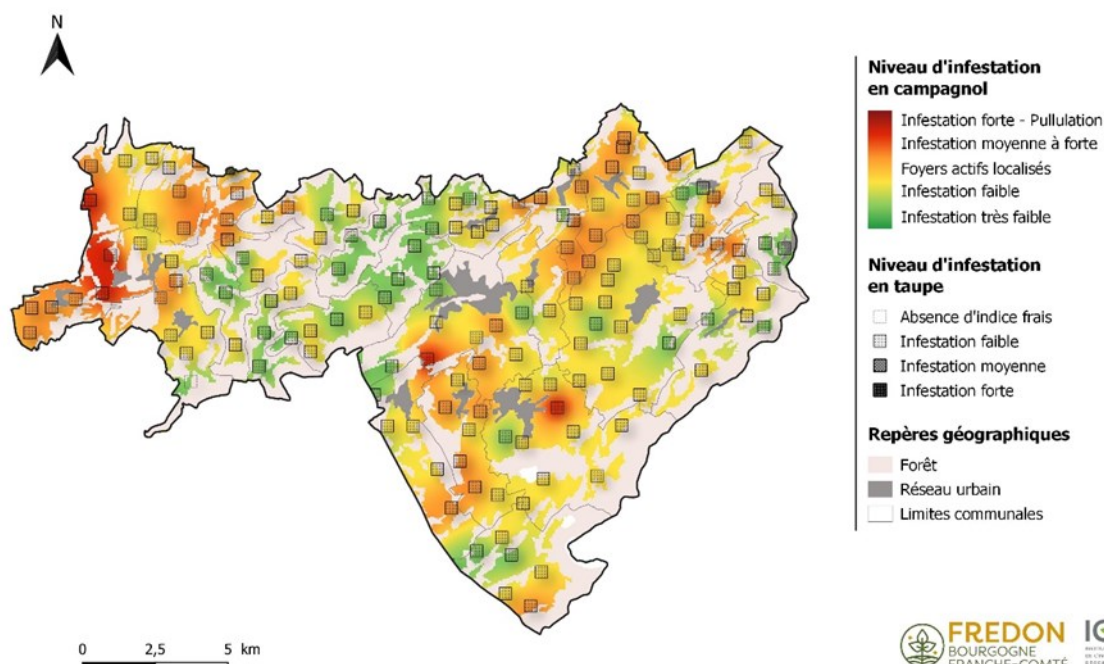 N
Niveau d'infestation
en campagnol
Infestation forte - Pullulation
Infestation moyenne à forte
Foyers actifs localisés
Infestation faible
Infestation très faible
Niveau d'infestation
en taupe
Absence d'indice frais
Infestation faible
Infestation moyenne
Infestation forte
Repères géographiques
Forêt
Réseau urbain
Limites communales
0 2,5 5 km
FREDON
BOURGOGNE
FRANCHE-COMTÉ